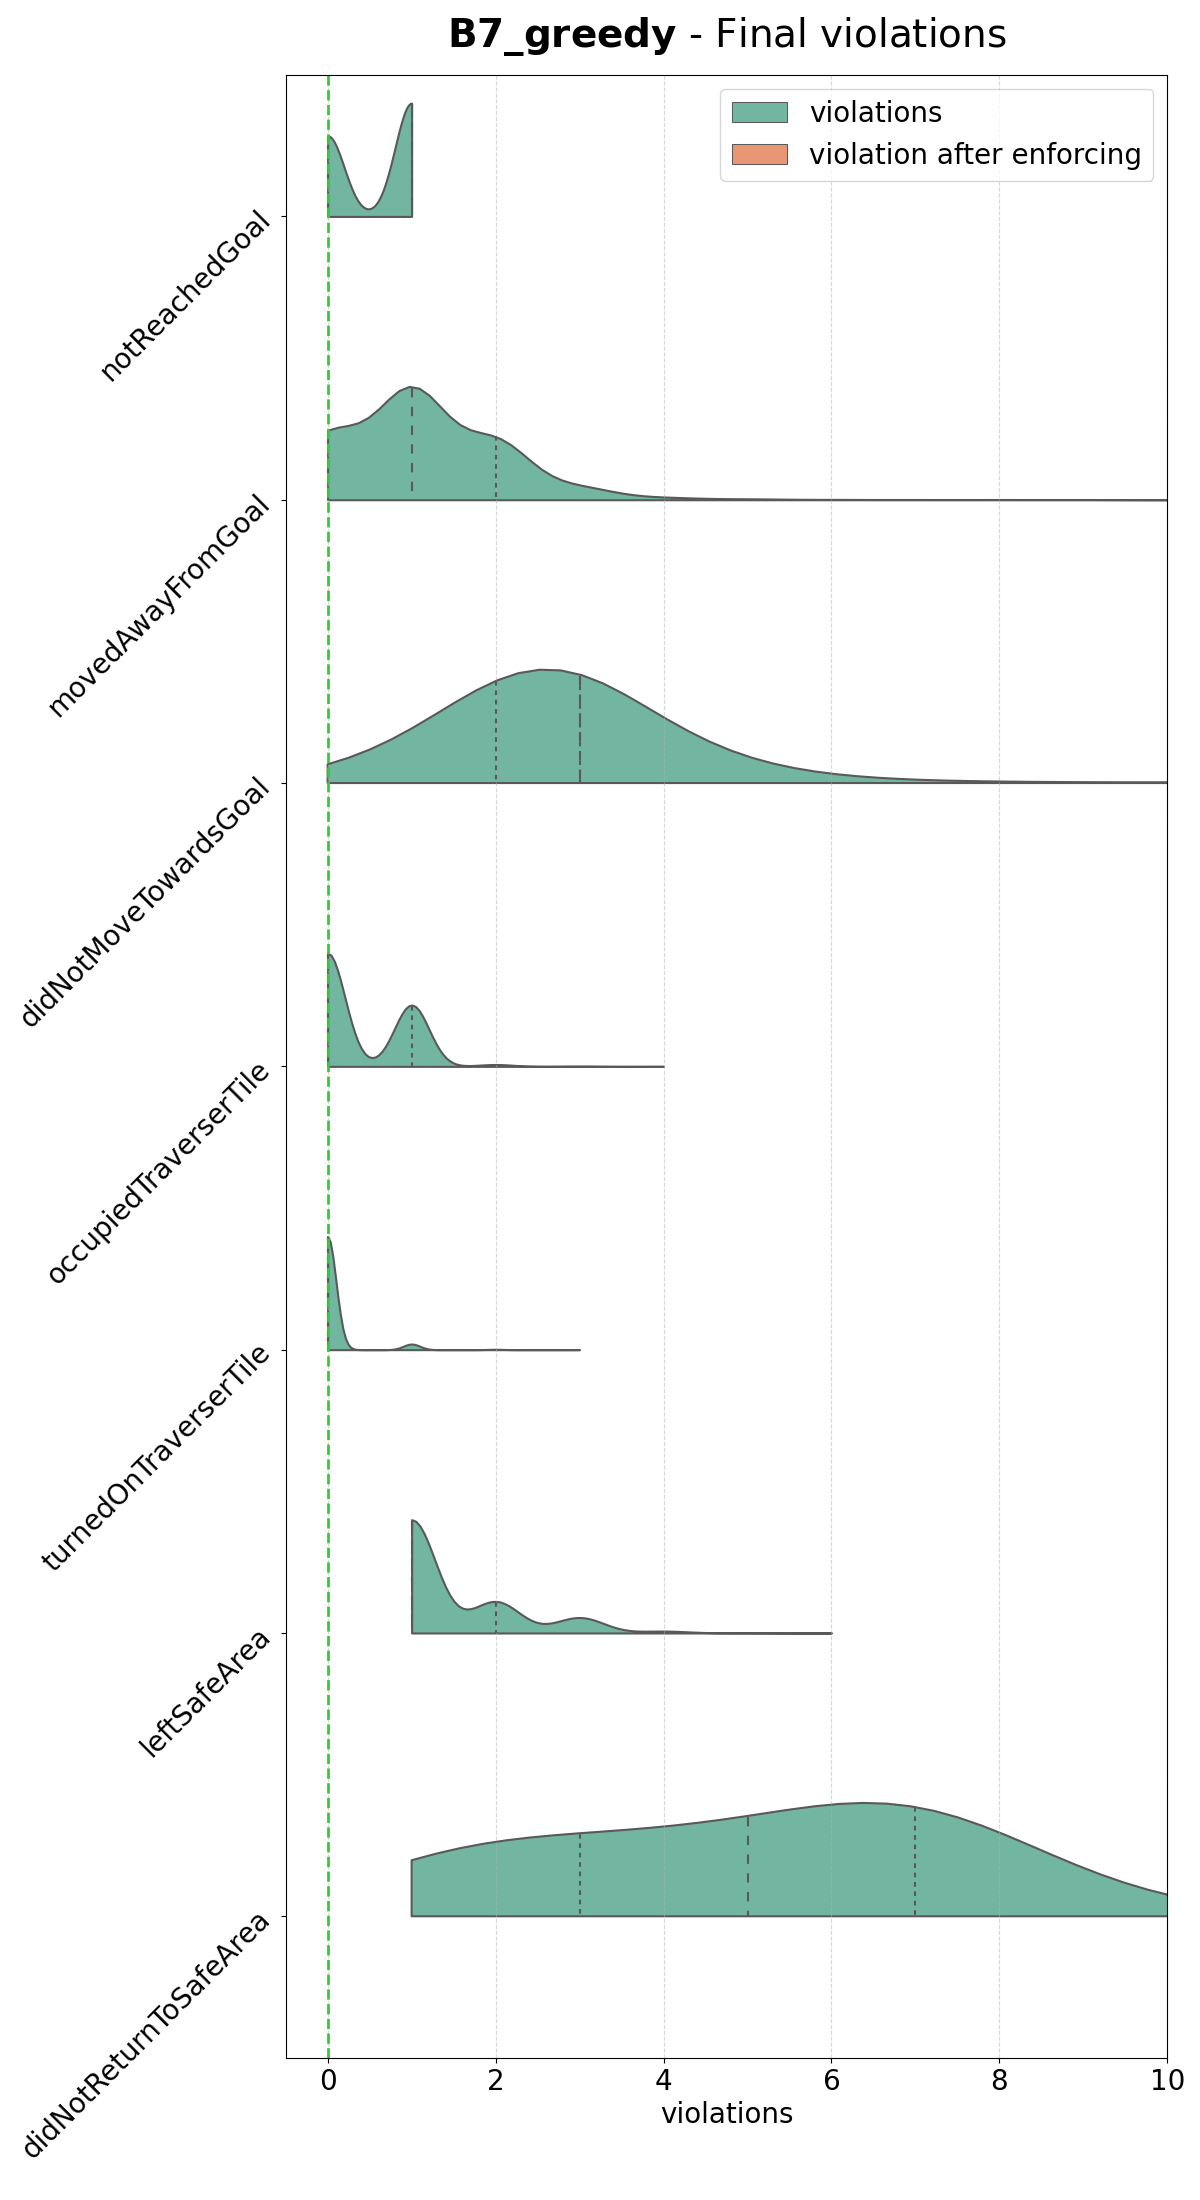 B7_greedy - Final violations
violations
violation after enforcing
notReachedGoal
movedAwayFromGoal
didNotMoveTowardsGoal
occupiedTraverserTile
turnedOnTraverserTile
leftSafeArea
didNotReturnToSafeArea
0 2 4 6 8 10
violations